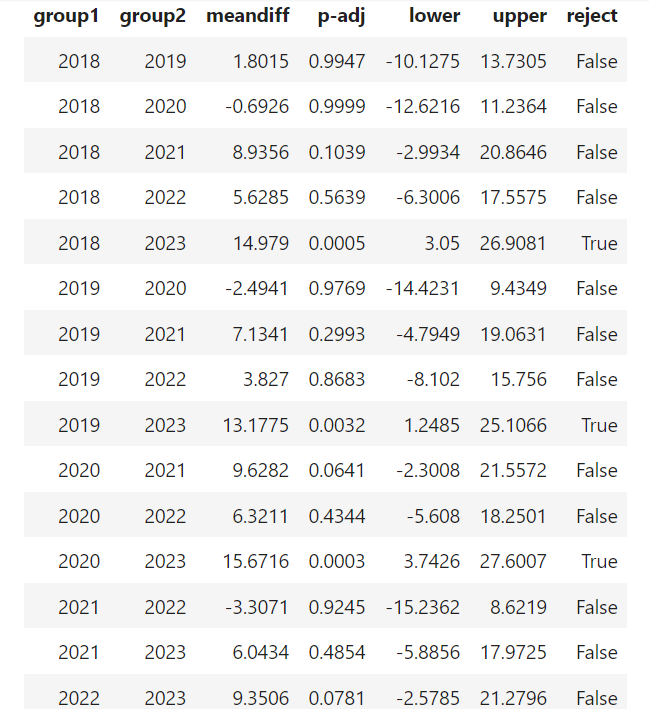 group1 group2 meandiff p-adj lower upper reject
2018 2019 1.8015 0.9947 -10.1275 13.7305 False
2018 2020 -0.6926 0.9999 -12.6216 11.2364 False
2018 2021 8.9356 0.1039 -2.9934 20.8646 False
2018 2022 5.6285 0.5639 -6.3006 17.5575 False
2018 2023 14.979 0.0005 3.05 26.9081 True
2019 2020 -2.4941 0.9769 -14.4231 9.4349 False
2019 2021 7.1341 0.2993 -4.7949 19.0631 False
2019 2022 3.827 0.8683 -8.102 15.756 False
2019 2023 13.1775 0.0032 1.2485 25.1066 True
2020 2021 9.6282 0.0641 -2.3008 21.5572 False
2020 2022 6.3211 0.4344 -5.608 18.2501 False
2020 2023 15.6716 0.0003 3.7426 27.6007 True
2021 2022 -3.3071 0.9245 -15.2362 8.6219 False
2021 2023 6.0434 0.4854 -5.8856 17.9725 False
2022 2023 9.3506 0.0781 -2.5785 21.2796 False